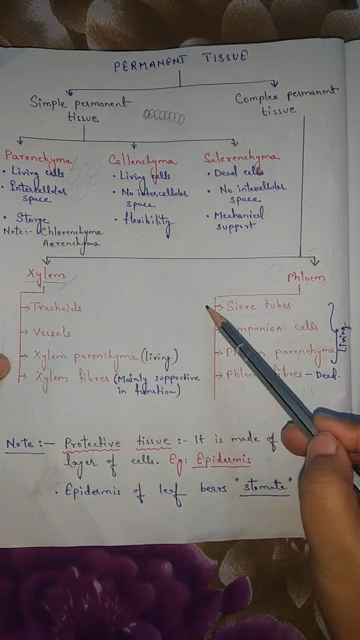 PERMANENT TISSUE
Simple permanent tissue
Complex permanent tissue
Parenchyma
• Living cells
• Intercellular space
• Storge
Note:- Chlorenchyma
Aerenchyma
Collenchyma
• Living cells
• No intercellular space
• flexibility
Sclerenchyma
• Dead cells
• No intercellular space
• Mechanical support
Xylem
→ Tracheids
→ Vessels
→ Xylem parenchyma (living)
→ Xylem fibres (Mainly supportive in function)
Phloem
→ Sieve tubes
companion cells
→ Phloem parenchyma
→ Phloem fibres - Dead.
Living
Note:- Protective tissue:- It is made of
layer of cells. Eg: Epidermis
• Epidermis of leaf bears "stomata"